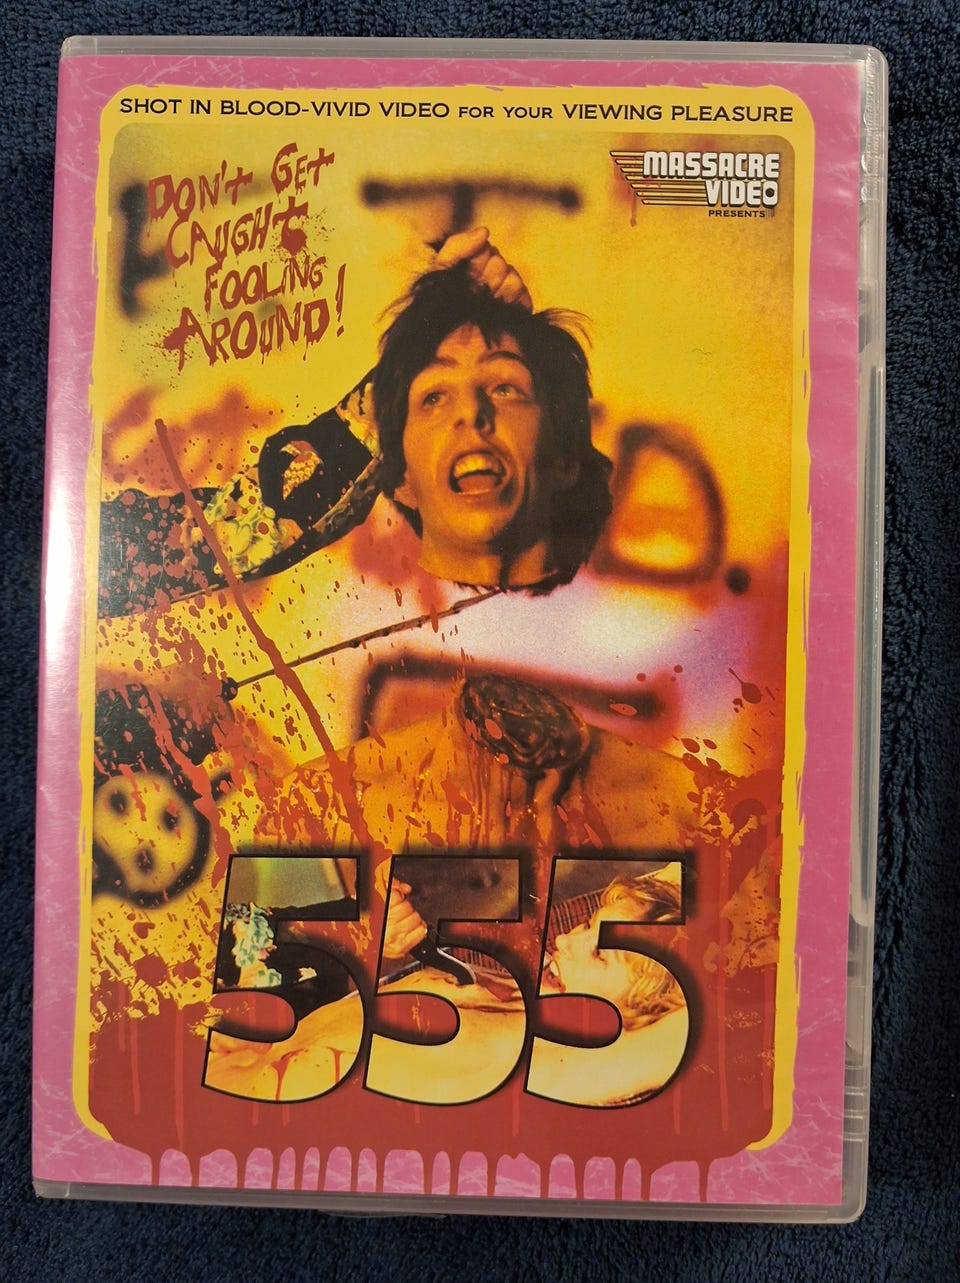 SHOT IN BLOOD-VIVID VIDEO FOR YOUR VIEWING PLEASURE
DON'T GET
CAUGHT
FOOLING
AROUND!
MASSACRE
VIDEO
PRESENTS
555